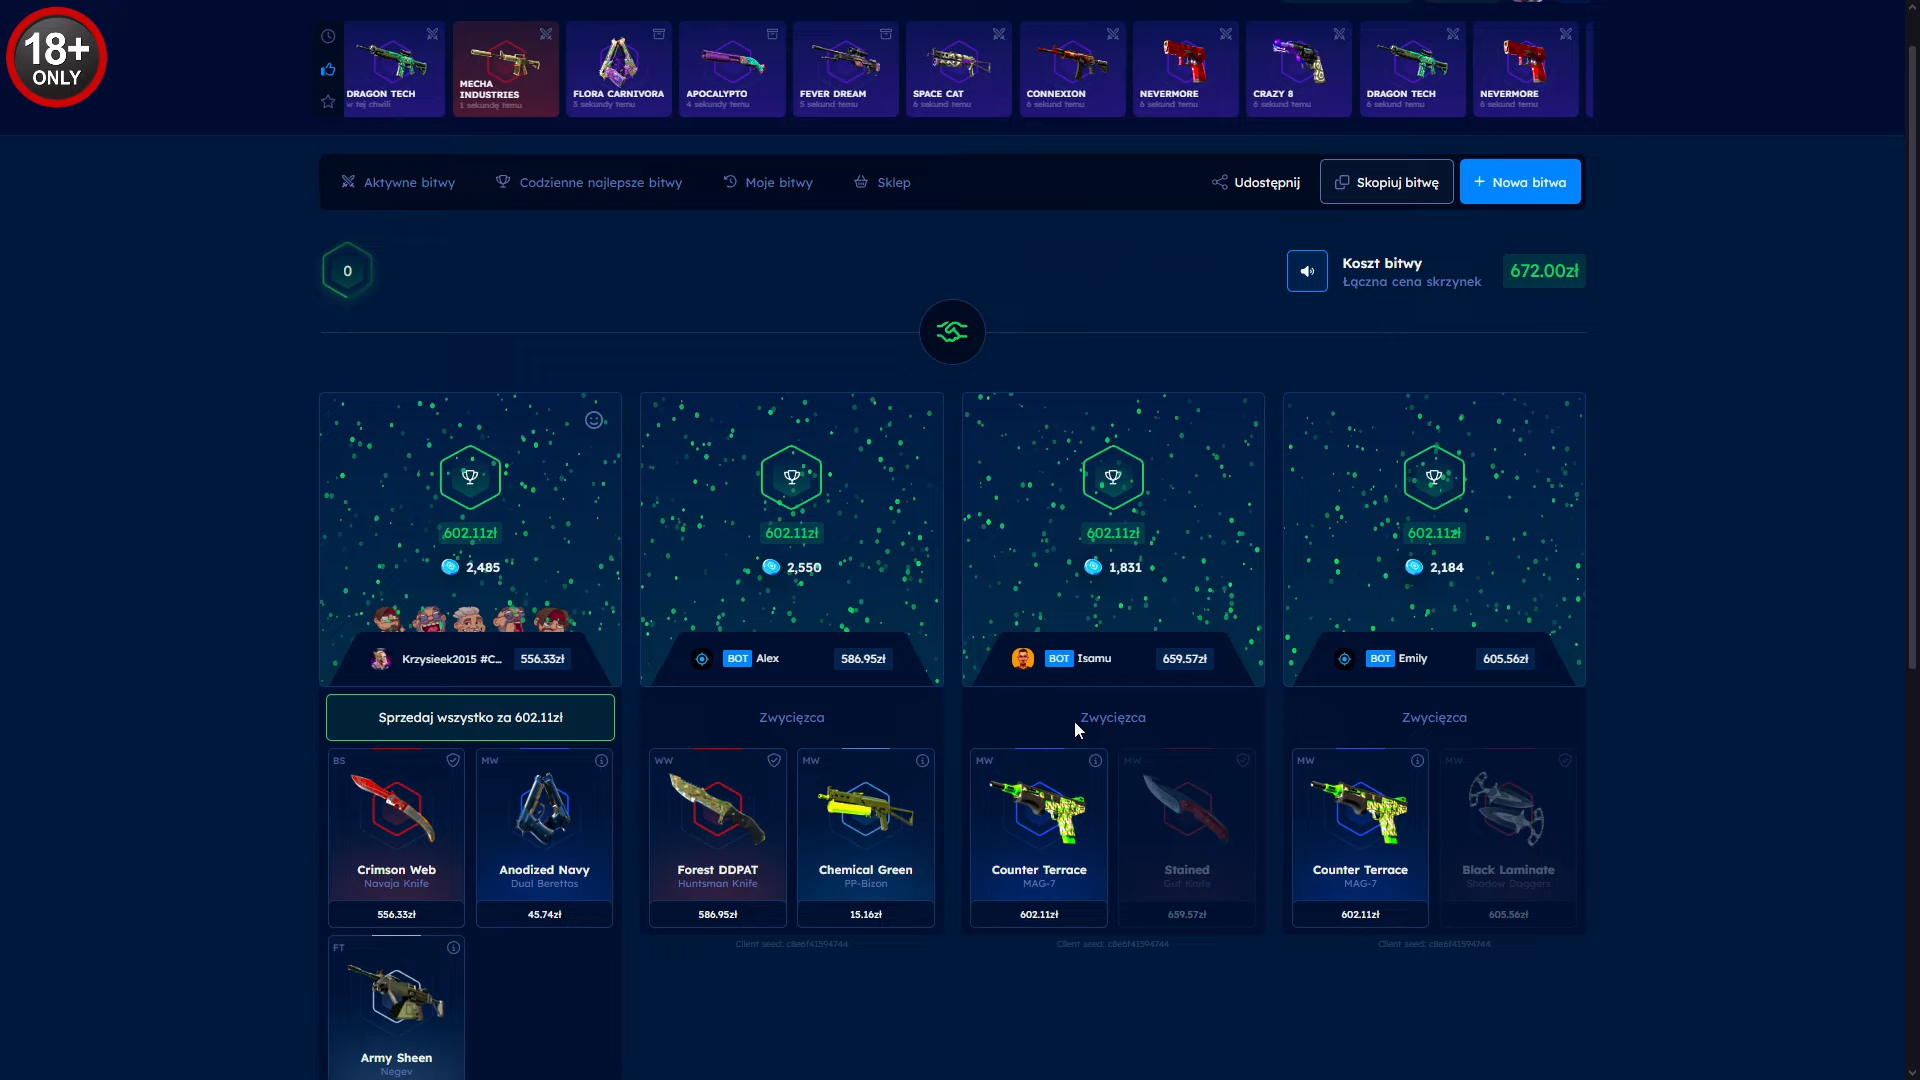 18+
ONLY
DRAGON TECH
w tej chwili
MECHA
INDUSTRIES
1 sekundę temu
FLORA CARNIVORA
3 sekundy temu
APOCALYPTO
4 sekundy temu
FEVER DREAM
5 sekund temu
SPACE CAT
6 sekund temu
CONNEXION
6 sekund temu
NEVERMORE
6 sekund temu
CRAZY 8
6 sekund temu
DRAGON TECH
6 sekund temu
NEVERMORE
6 sekund temu
Aktywne bitwy
Codzienne najlepsze bitwy
Moje bitwy
Sklep
Udostępnij
Skopiuj bitwę
+ Nowa bitwa
0
Koszt bitwy
Łączna cena skrzynek
672.00zł
602.11zł
2,485
Krzysieek2015 #C...
556.33zł
602.11zł
2,550
BOT Alex
586.95zł
602.11zł
1,831
BOT Isamu
659.57zł
602.11zł
2,184
BOT Emily
605.56zł
Sprzedaj wszystko za 602.11zł
Zwycięzca
Zwycięzca
Zwycięzca
BS
Crimson Web
Navaja Knife
556.33zł
MW
Anodized Navy
Dual Berettas
45.74zł
WW
Forest DDPAT
Huntsman Knife
586.95zł
MW
Chemical Green
PP-Bizon
15.16zł
MW
Counter Terrace
MAG-7
602.11zł
MW
Stained
Gut Knife
659.57zł
MW
Counter Terrace
MAG-7
602.11zł
MW
Black Laminate
Shadow Daggers
605.56zł
Client seed: c8e6f41594744
Client seed: c8e6f41594744
Client seed: c8e6f41594744
FT
Army Sheen
Negev